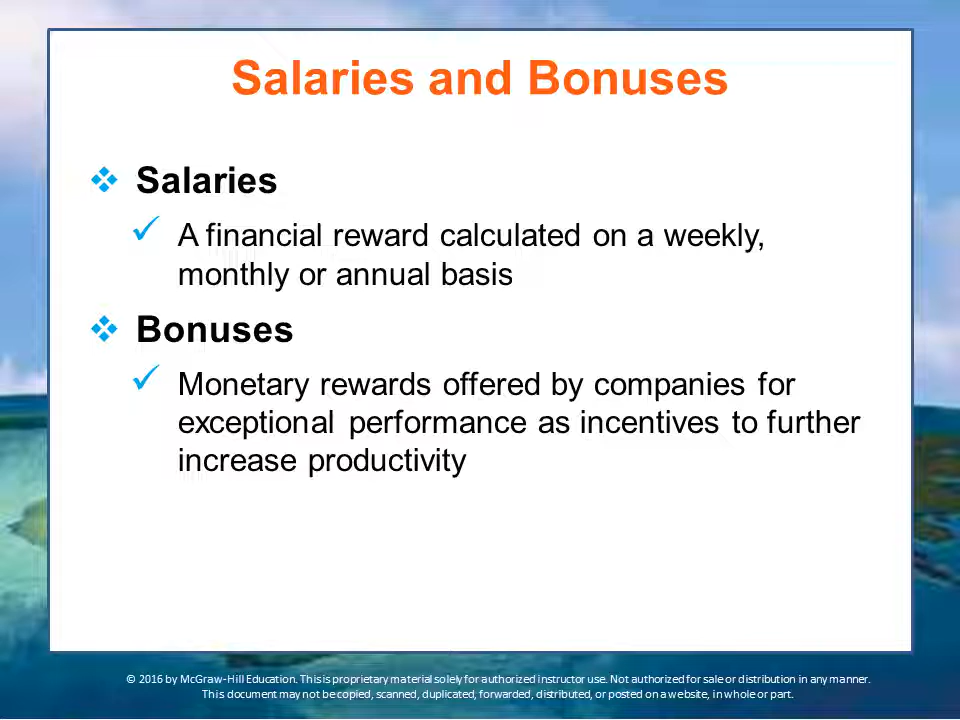 Salaries and Bonuses
Salaries
A financial reward calculated on a weekly,
monthly or annual basis
Bonuses
Monetary rewards offered by companies for
exceptional performance as incentives to further
increase productivity
© 2016 by McGraw-Hill Education. This is proprietary material solely for authorized instructor use. Not authorized for sale or distribution in any manner.
This document may not be copied, scanned, duplicated, forwarded, distributed, or posted on a website, in whole or part.